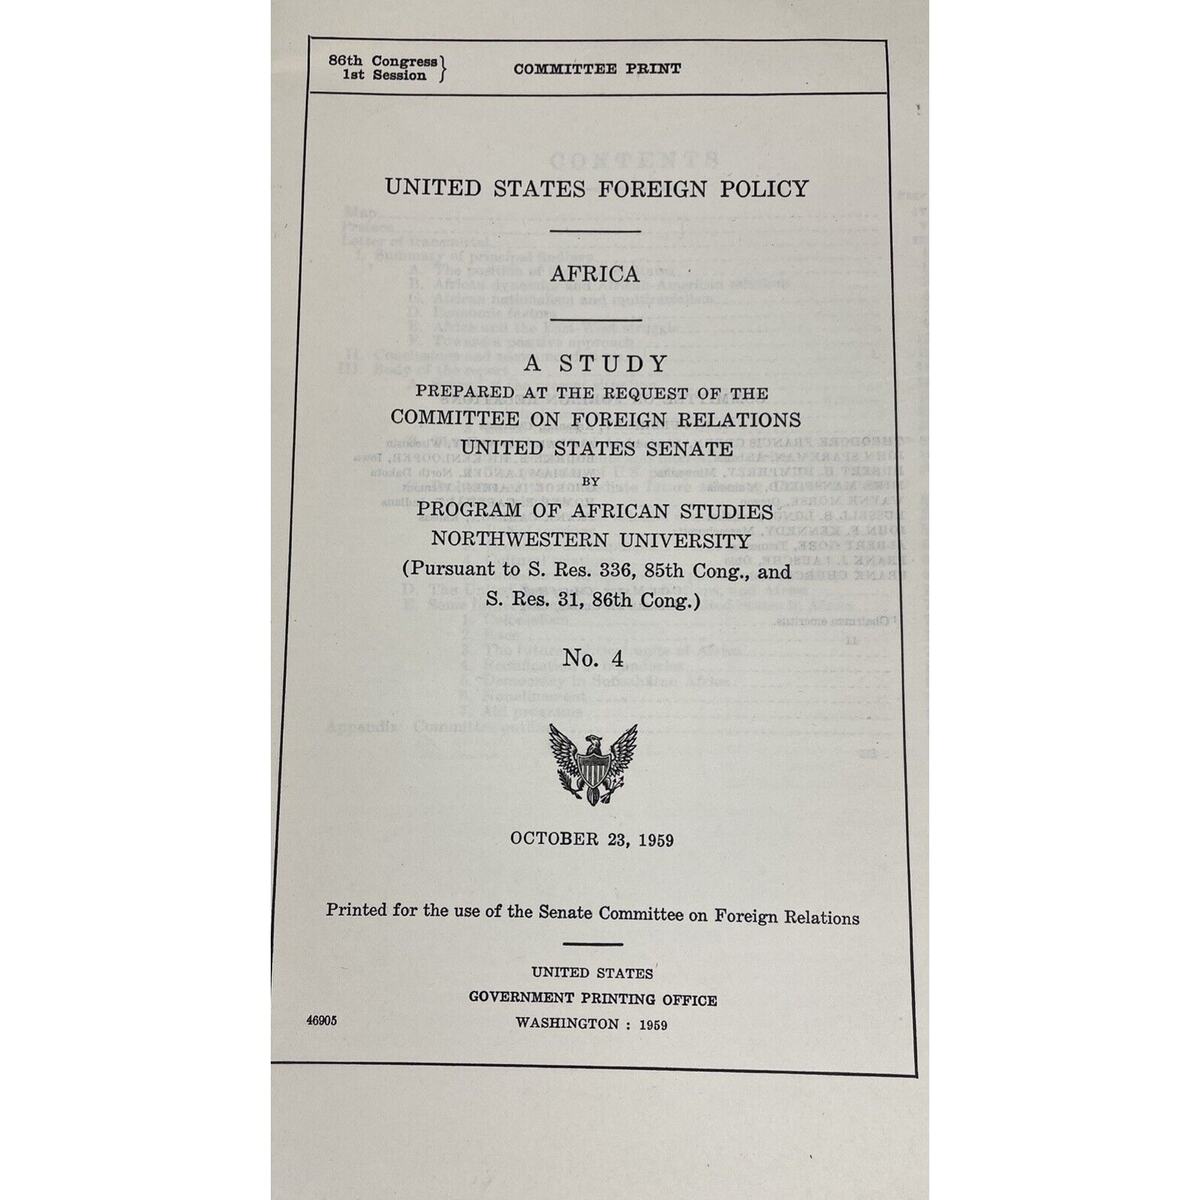 86th Congress
1st Session
COMMITTEE PRINT
UNITED STATES FOREIGN POLICY
AFRICA
A STUDY
PREPARED AT THE REQUEST OF THE
COMMITTEE ON FOREIGN RELATIONS
UNITED STATES SENATE
BY
PROGRAM OF AFRICAN STUDIES
NORTHWESTERN UNIVERSITY
(Pursuant to S. Res. 336, 85th Cong., and
S. Res. 31, 86th Cong.)
No. 4
OCTOBER 23, 1959
Printed for the use of the Senate Committee on Foreign Relations
UNITED STATES
GOVERNMENT PRINTING OFFICE
46905
WASHINGTON : 1959